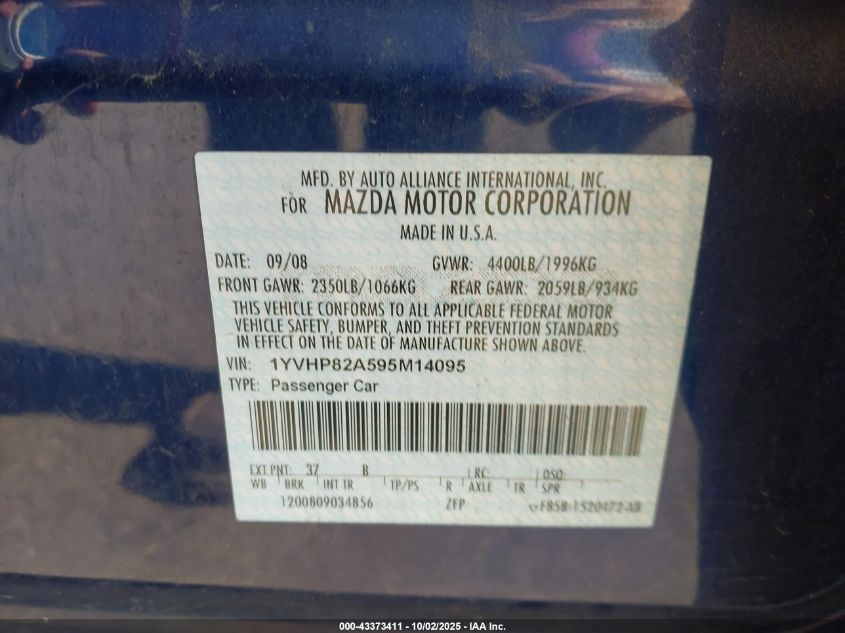 MFD. BY AUTO ALLIANCE INTERNATIONAL, INC.
FOR MAZDA MOTOR CORPORATION
MADE IN U.S.A.
DATE: 09/08 GVWR: 4400LB/1996KG
FRONT GAWR: 2350LB/1066KG REAR GAWR: 2059LB/934KG
THIS VEHICLE CONFORMS TO ALL APPLICABLE FEDERAL MOTOR
VEHICLE SAFETY, BUMPER, AND THEFT PREVENTION STANDARDS
IN EFFECT ON THE DATE OF MANUFACTURE SHOWN ABOVE.
VIN: 1YVHP82A595M14095
TYPE: Passenger Car
EXT PNT: 37 B RC: DSO:
WB BRK INT TR TP/PS R AXLE TR SPR
1200809034856 ZFP F85B-1520472-AB
000-43373411 - 10/02/2025 - IAA Inc.